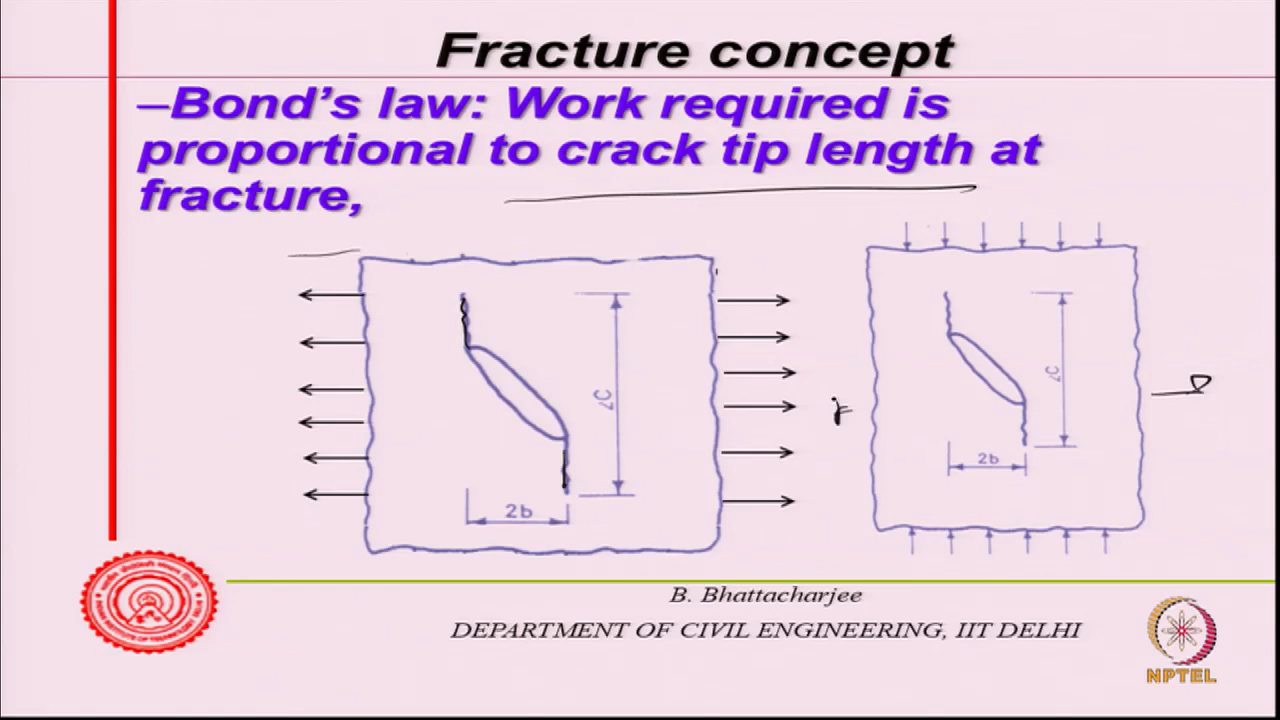 Fracture concept
–Bond's law: Work required is
proportional to crack tip length at
fracture,
2C
2b
2C
2b
B. Bhattacharjee
DEPARTMENT OF CIVIL ENGINEERING, IIT DELHI
NPTEL